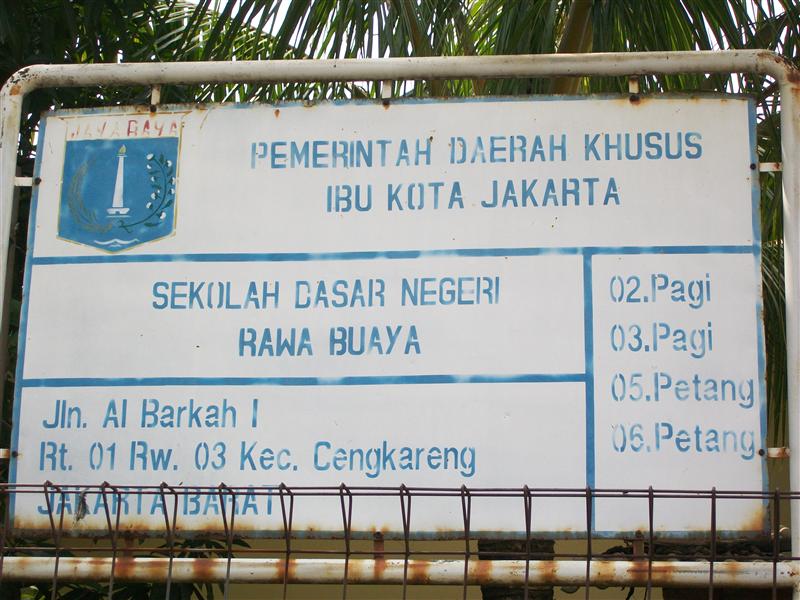 JAYA RAYA
PEMERINTAH DAERAH KHUSUS
IBU KOTA JAKARTA
SEKOLAH DASAR NEGERI
RAWA BUAYA
02.Pagi
03.Pagi
05.Petang
06.Petang
Jln. Al Barkah I
Rt. 01 Rw. 03 Kec. Cengkareng
JAKARTA BARAT